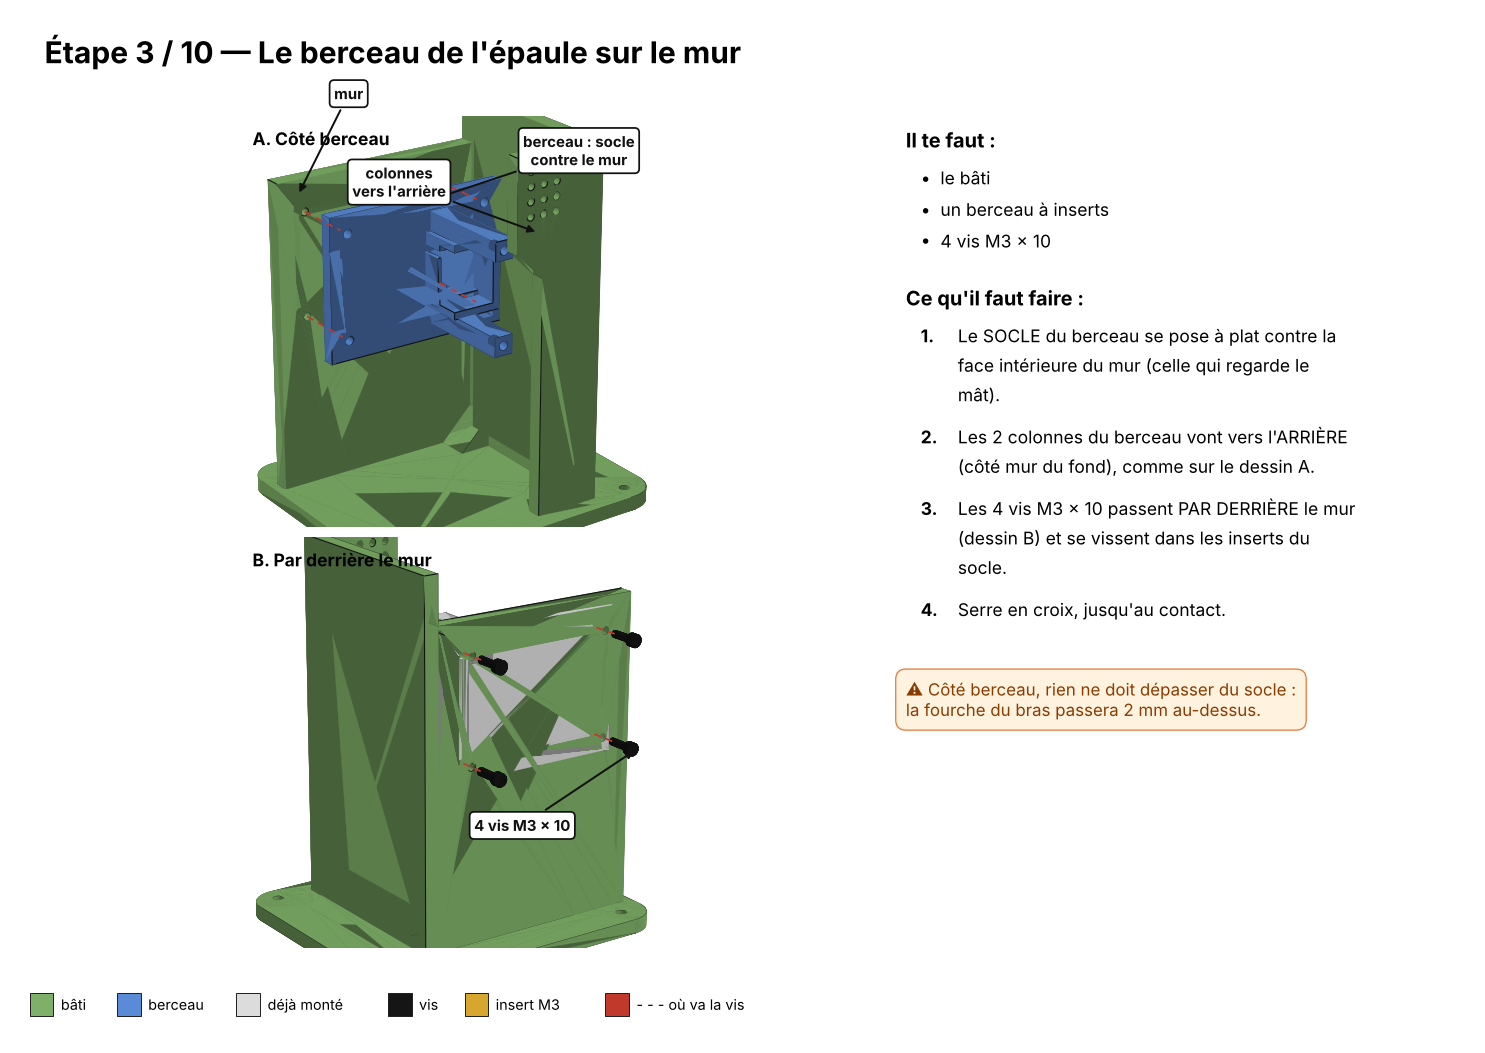 Étape 3 / 10 — Le berceau de l'épaule sur le mur
mur
A. Côté berceau
berceau : socle
contre le mur
colonnes
vers l'arrière
B. Par derrière le mur
4 vis M3 × 10
Il te faut :
• le bâti
• un berceau à inserts
• 4 vis M3 × 10
Ce qu'il faut faire :
1. Le SOCLE du berceau se pose à plat contre la
face intérieure du mur (celle qui regarde le
mât).
2. Les 2 colonnes du berceau vont vers l'ARRIÈRE
(côté mur du fond), comme sur le dessin A.
3. Les 4 vis M3 × 10 passent PAR DERRIÈRE le mur
(dessin B) et se vissent dans les inserts du
socle.
4. Serre en croix, jusqu'au contact.
⚠ Côté berceau, rien ne doit dépasser du socle :
la fourche du bras passera 2 mm au-dessus.
bâti
berceau
déjà monté
vis
insert M3
- - - où va la vis